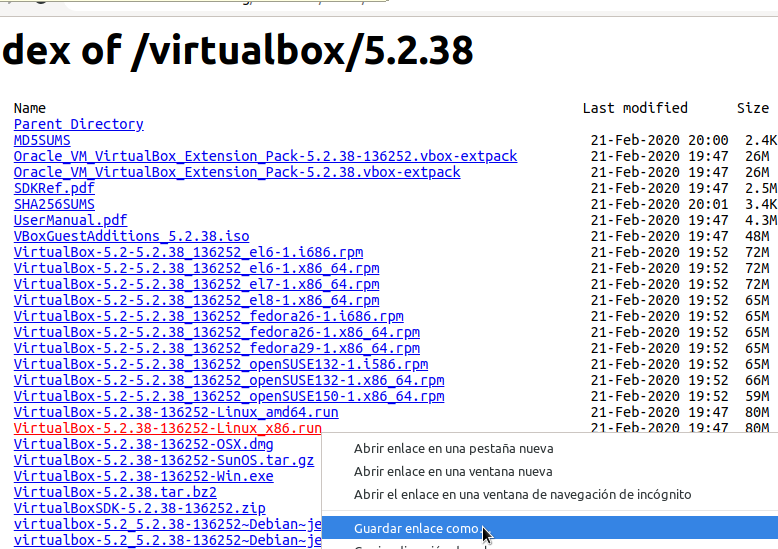 dex of /virtualbox/5.2.38
Name Last modified Size
Parent Directory
MD5SUMS 21-Feb-2020 20:00 2.4K
Oracle_VM_VirtualBox_Extension_Pack-5.2.38-136252.vbox-extpack 21-Feb-2020 19:47 26M
Oracle_VM_VirtualBox_Extension_Pack-5.2.38.vbox-extpack 21-Feb-2020 19:47 26M
SDKRef.pdf 21-Feb-2020 19:47 2.5M
SHA256SUMS 21-Feb-2020 20:01 3.4K
UserManual.pdf 21-Feb-2020 19:47 4.3M
VBoxGuestAdditions_5.2.38.iso 21-Feb-2020 19:47 48M
VirtualBox-5.2-5.2.38_136252_el6-1.i686.rpm 21-Feb-2020 19:52 72M
VirtualBox-5.2-5.2.38_136252_el6-1.x86_64.rpm 21-Feb-2020 19:52 72M
VirtualBox-5.2-5.2.38_136252_el7-1.x86_64.rpm 21-Feb-2020 19:52 72M
VirtualBox-5.2-5.2.38_136252_el8-1.x86_64.rpm 21-Feb-2020 19:52 65M
VirtualBox-5.2-5.2.38_136252_fedora26-1.i686.rpm 21-Feb-2020 19:52 65M
VirtualBox-5.2-5.2.38_136252_fedora26-1.x86_64.rpm 21-Feb-2020 19:52 65M
VirtualBox-5.2-5.2.38_136252_fedora29-1.x86_64.rpm 21-Feb-2020 19:52 65M
VirtualBox-5.2-5.2.38_136252_openSUSE132-1.i586.rpm 21-Feb-2020 19:52 65M
VirtualBox-5.2-5.2.38_136252_openSUSE132-1.x86_64.rpm 21-Feb-2020 19:52 66M
VirtualBox-5.2-5.2.38_136252_openSUSE150-1.x86_64.rpm 21-Feb-2020 19:52 59M
VirtualBox-5.2.38-136252-Linux_amd64.run 21-Feb-2020 19:47 80M
VirtualBox-5.2.38-136252-Linux_x86.run 21-Feb-2020 19:47 80M
VirtualBox-5.2.38-136252-OSX.dmg
VirtualBox-5.2.38-136252-SunOS.tar.gz
VirtualBox-5.2.38-136252-Win.exe
VirtualBox-5.2.38.tar.bz2
VirtualBoxSDK-5.2.38-136252.zip
virtualbox-5.2_5.2.38-136252~Debian~je
virtualbox-5.2_5.2.38-136252~Debian~je
Abrir enlace en una pestaña nueva
Abrir enlace en una ventana nueva
Abrir el enlace en una ventana de navegación de incógnito
Guardar enlace como...